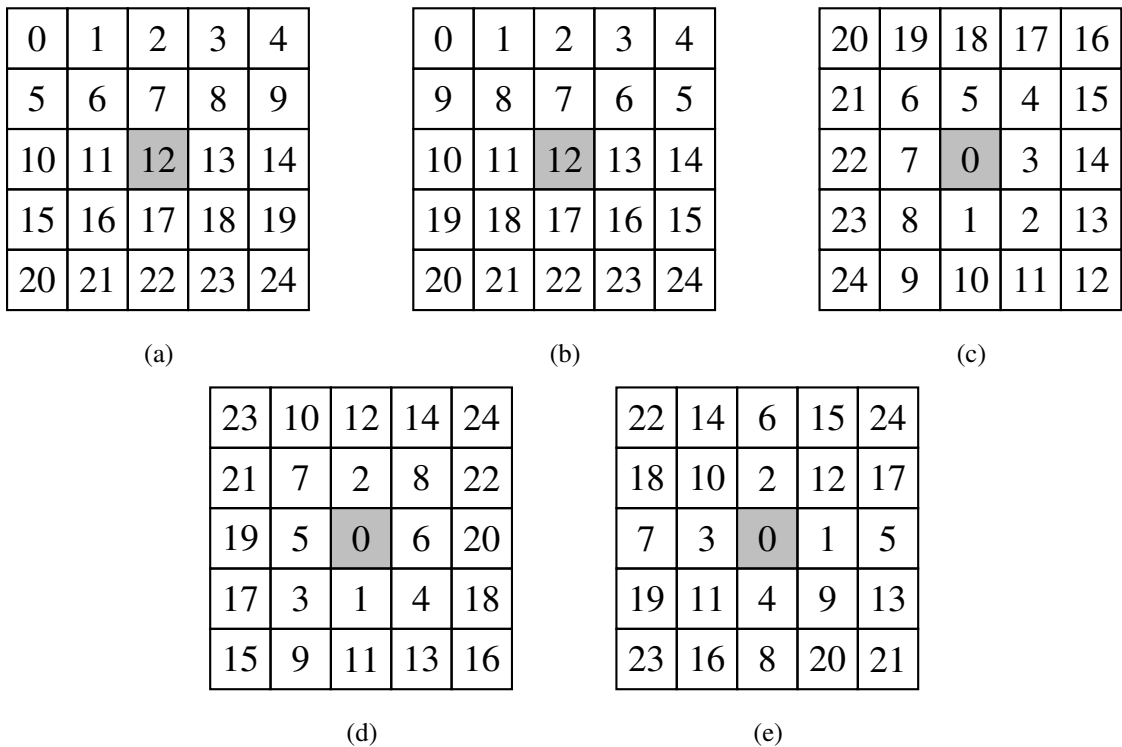 0 1 2 3 4
5 6 7 8 9
10 11 12 13 14
15 16 17 18 19
20 21 22 23 24
(a)
0 1 2 3 4
9 8 7 6 5
10 11 12 13 14
19 18 17 16 15
20 21 22 23 24
(b)
20 19 18 17 16
21 6 5 4 15
22 7 0 3 14
23 8 1 2 13
24 9 10 11 12
(c)
23 10 12 14 24
21 7 2 8 22
19 5 0 6 20
17 3 1 4 18
15 9 11 13 16
(d)
22 14 6 15 24
18 10 2 12 17
7 3 0 1 5
19 11 4 9 13
23 16 8 20 21
(e)